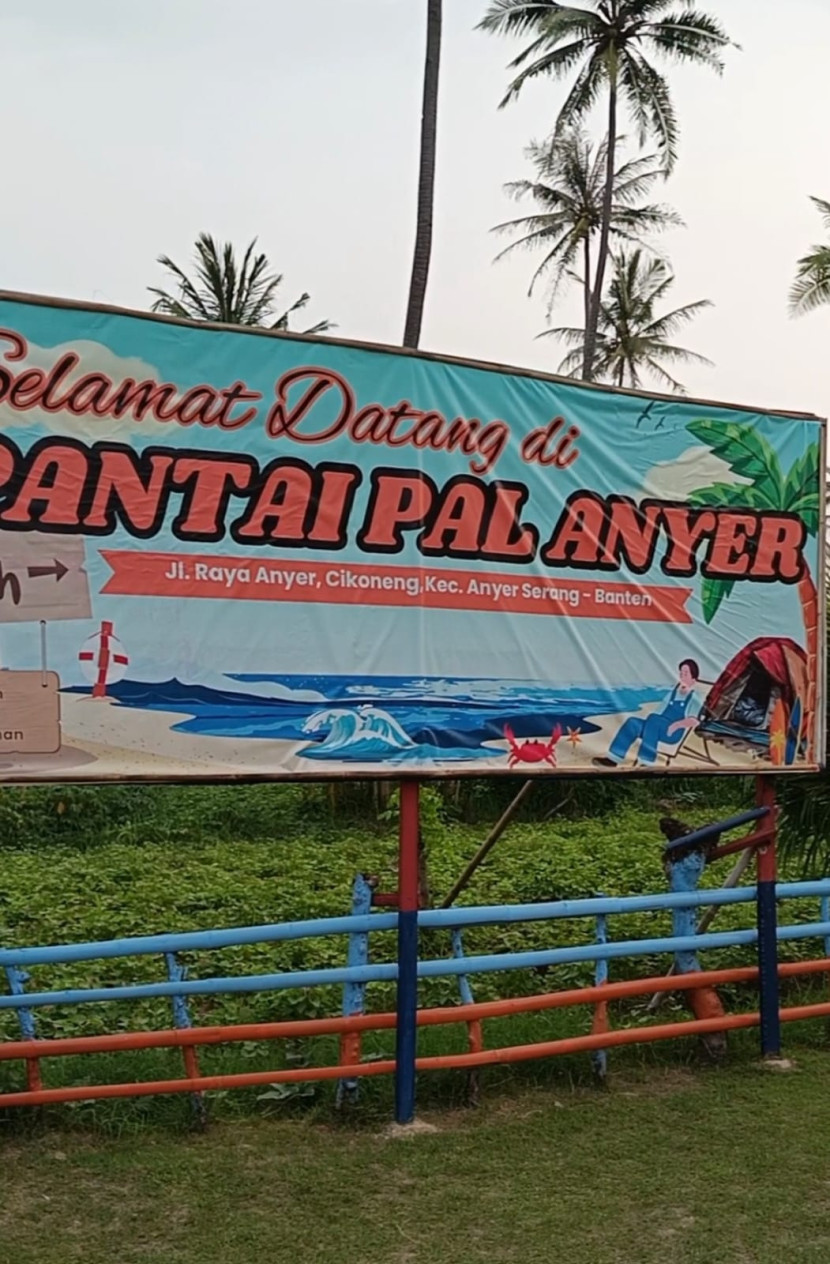 Selamat Datang di
PANTAI PAL ANYER
Jl. Raya Anyer, Cikoneng, Kec. Anyer Serang - Banten